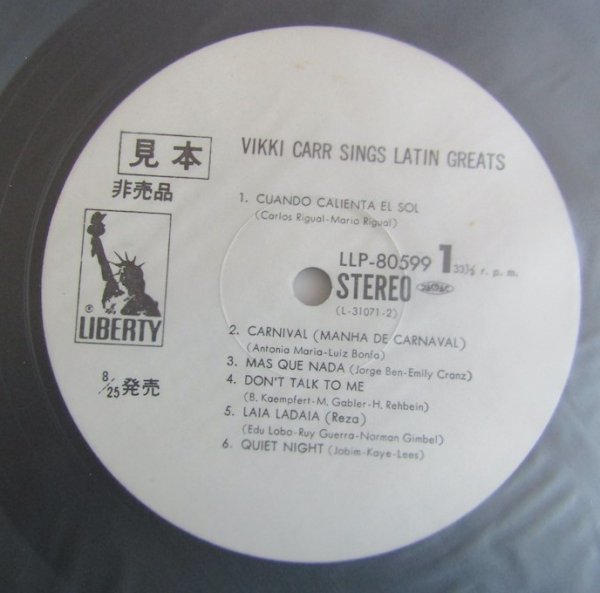 VIKKI CARR SINGS LATIN GREATS
見本
非売品
1. CUANDO CALIENTA EL SOL
(Carlos Rigual-Mario Rigual)
LLP-80599 1 33⅓ r. p. m.
STEREO
(L-31071-2)
LIBERTY
8/25発売
2. CARNIVAL (MANHA DE CARNAVAL)
(Antonia Maria-Luiz Bonfa)
3. MAS QUE NADA (Jorge Ben-Emily Cranz)
4. DON'T TALK TO ME
(B. Kaempfert-M. Gabler-H. Rehbein)
5. LAIA LADAIA (Reza)
(Edu Lobo-Ruy Guerra-Norman Gimbel)
6. QUIET NIGHT (Jobim-Kaye-Lees)